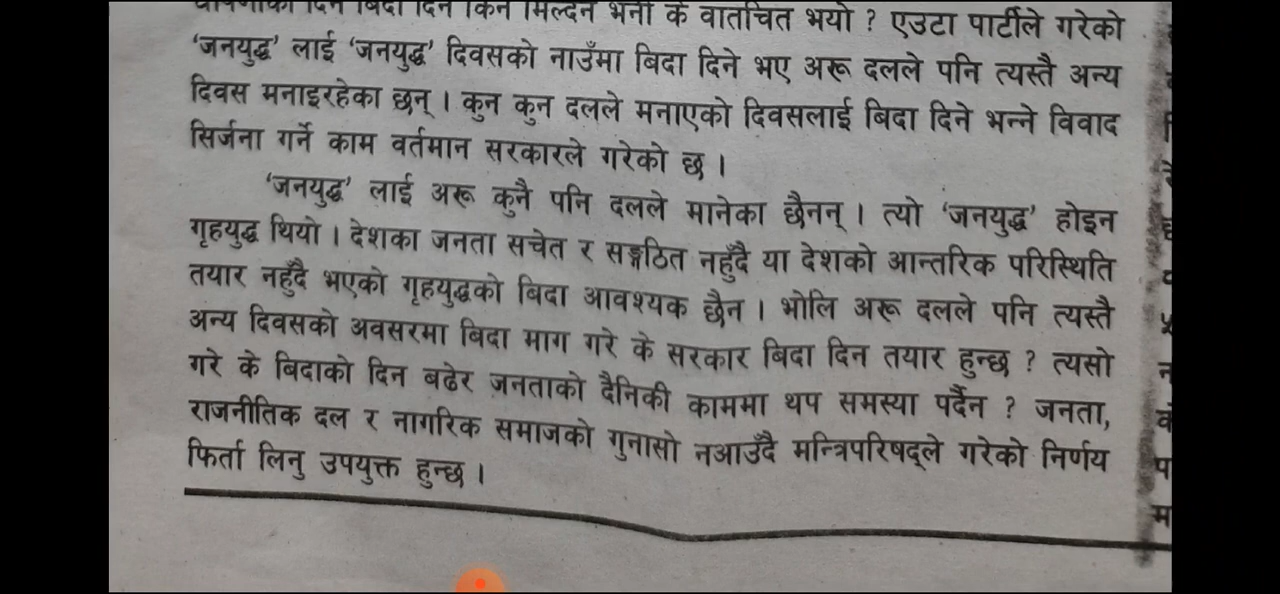 दिन बिदा दिन किन मिल्दैन भनी के वातचित भयो ? एउटा पार्टीले गरेको
‘जनयुद्ध’ लाई ‘जनयुद्ध’ दिवसको नाउँमा बिदा दिने भए अरू दलले पनि त्यस्तै अन्य
दिवस मनाइरहेका छन् । कुन कुन दलले मनाएको दिवसलाई बिदा दिने भन्ने विवाद
सिर्जना गर्ने काम वर्तमान सरकारले गरेको छ ।
‘जनयुद्ध’ लाई अरू कुनै पनि दलले मानेका छैनन् । त्यो ‘जनयुद्ध’ होइन
गृहयुद्ध थियो । देशका जनता सचेत र सङ्गठित नहुँदै या देशको आन्तरिक परिस्थिति
तयार नहुँदै भएको गृहयुद्धको बिदा आवश्यक छैन । भोलि अरू दलले पनि त्यस्तै
अन्य दिवसको अवसरमा बिदा माग गरे के सरकार बिदा दिन तयार हुन्छ ? त्यसो
गरे के बिदाको दिन बढेर जनताको दैनिकी काममा थप समस्या पर्दैन ? जनता,
राजनीतिक दल र नागरिक समाजको गुनासो नआउँदै मन्त्रिपरिषद्ले गरेको निर्णय
फिर्ता लिनु उपयुक्त हुन्छ ।